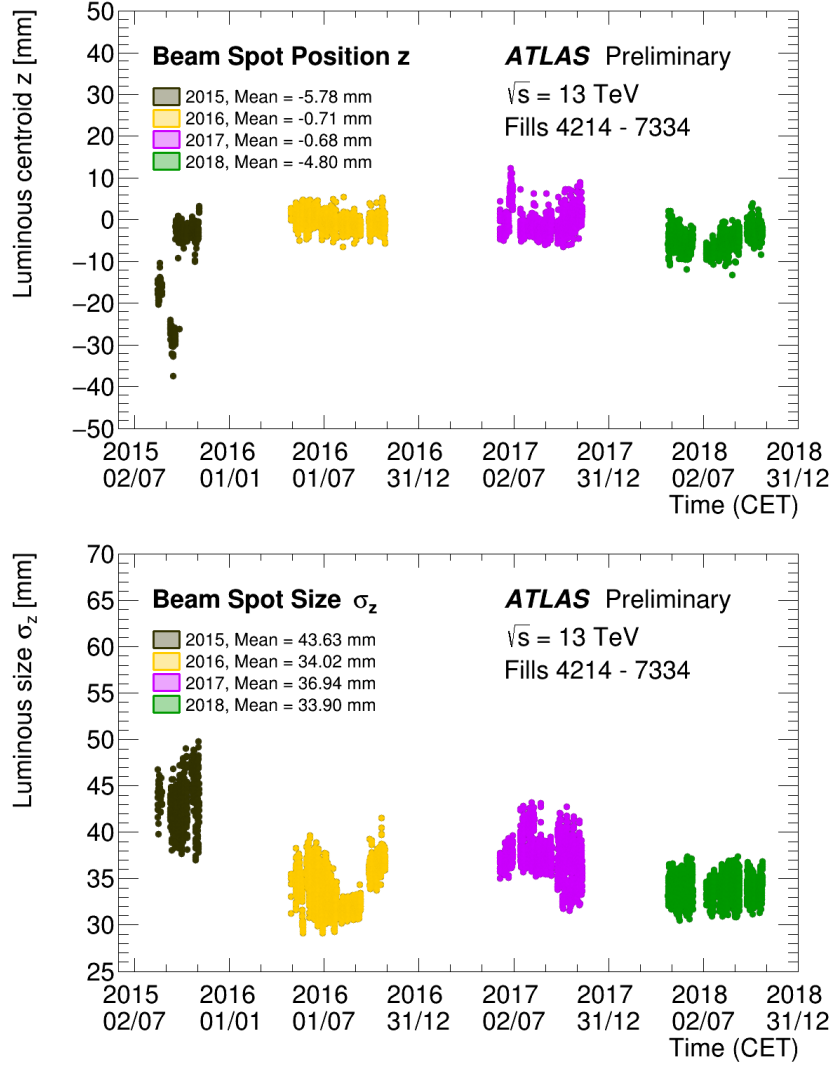 Luminous centroid z [mm]
50
40
30
20
10
0
−10
−20
−30
−40
−50
Beam Spot Position z
2015, Mean = -5.78 mm
2016, Mean = -0.71 mm
2017, Mean = -0.68 mm
2018, Mean = -4.80 mm
ATLAS Preliminary
√s = 13 TeV
Fills 4214 - 7334
2015 2016 2016 2016 2017 2017 2018 2018
02/07 01/01 01/07 31/12 02/07 31/12 02/07 31/12
Time (CET)
Luminous size σz [mm]
70
65
60
55
50
45
40
35
30
25
Beam Spot Size σz
2015, Mean = 43.63 mm
2016, Mean = 34.02 mm
2017, Mean = 36.94 mm
2018, Mean = 33.90 mm
ATLAS Preliminary
√s = 13 TeV
Fills 4214 - 7334
2015 2016 2016 2016 2017 2017 2018 2018
02/07 01/01 01/07 31/12 02/07 31/12 02/07 31/12
Time (CET)